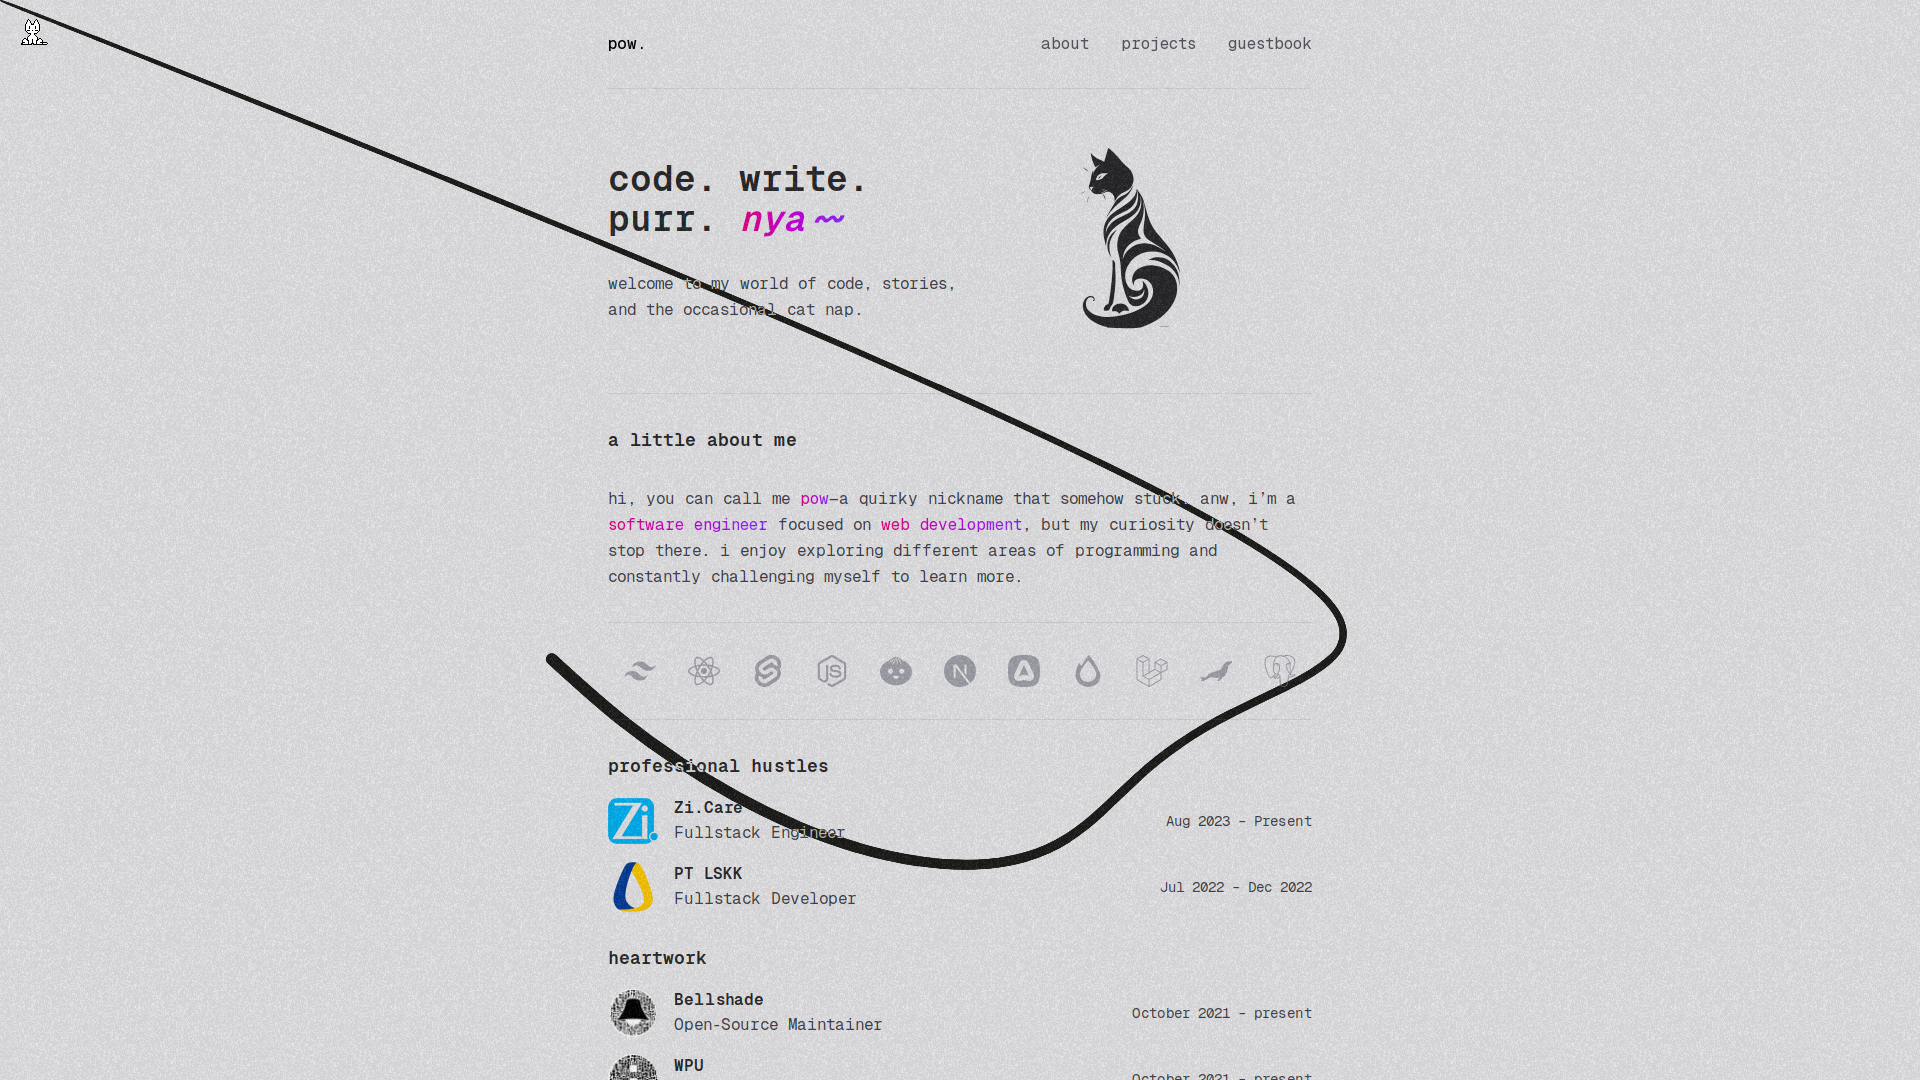 pow.
about projects guestbook
code. write.
purr. nya~
welcome to my world of code, stories,
and the occasional cat nap.
a little about me
hi, you can call me pow—a quirky nickname that somehow stuck. anw, i’m a
software engineer focused on web development, but my curiosity doesn’t
stop there. i enjoy exploring different areas of programming and
constantly challenging myself to learn more.
JS N
professional hustles
Zi.
Zi.Care
Fullstack Engineer
Aug 2023 – Present
PT LSKK
Fullstack Developer
Jul 2022 – Dec 2022
heartwork
Bellshade
Open-Source Maintainer
October 2021 – present
WPU
October 2021 – present